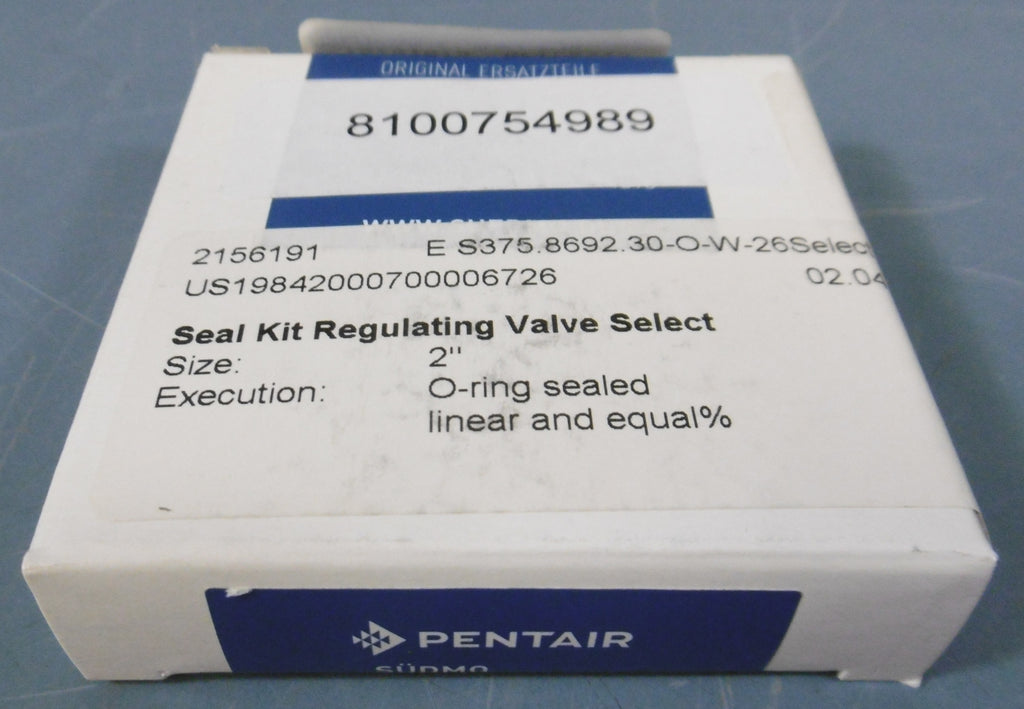 ORIGINAL ERSATZTEILE
8100754989
2156191 E S375.8692.30-O-W-26Selec
US19842000700006726 02.04
Seal Kit Regulating Valve Select
Size: 2"
Execution: O-ring sealed
linear and equal%
PENTAIR
SÜDMO